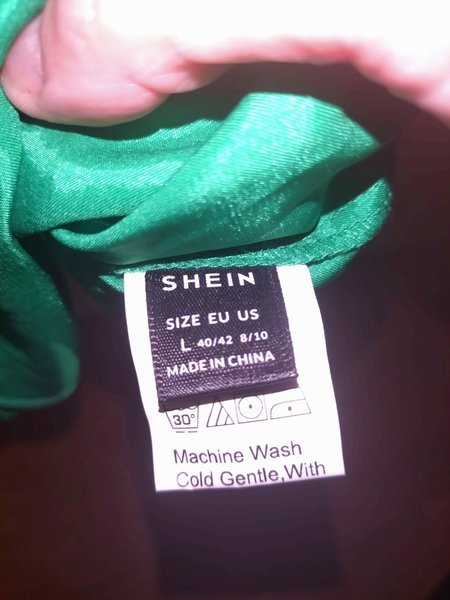 SHEIN
SIZE EU US
L 40/42 8/10
MADE IN CHINA
30°
Machine Wash
Cold Gentle,With